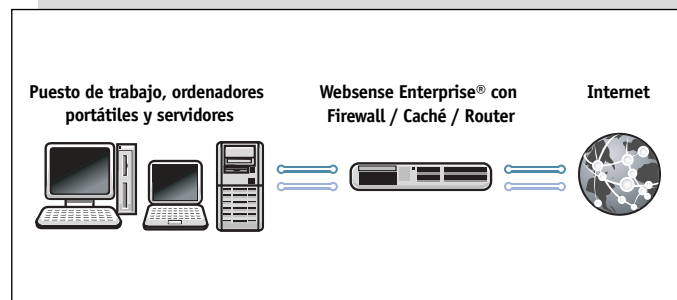 Puesto de trabajo, ordenadores
portátiles y servidores
Websense Enterprise® con
Firewall / Caché / Router
Internet